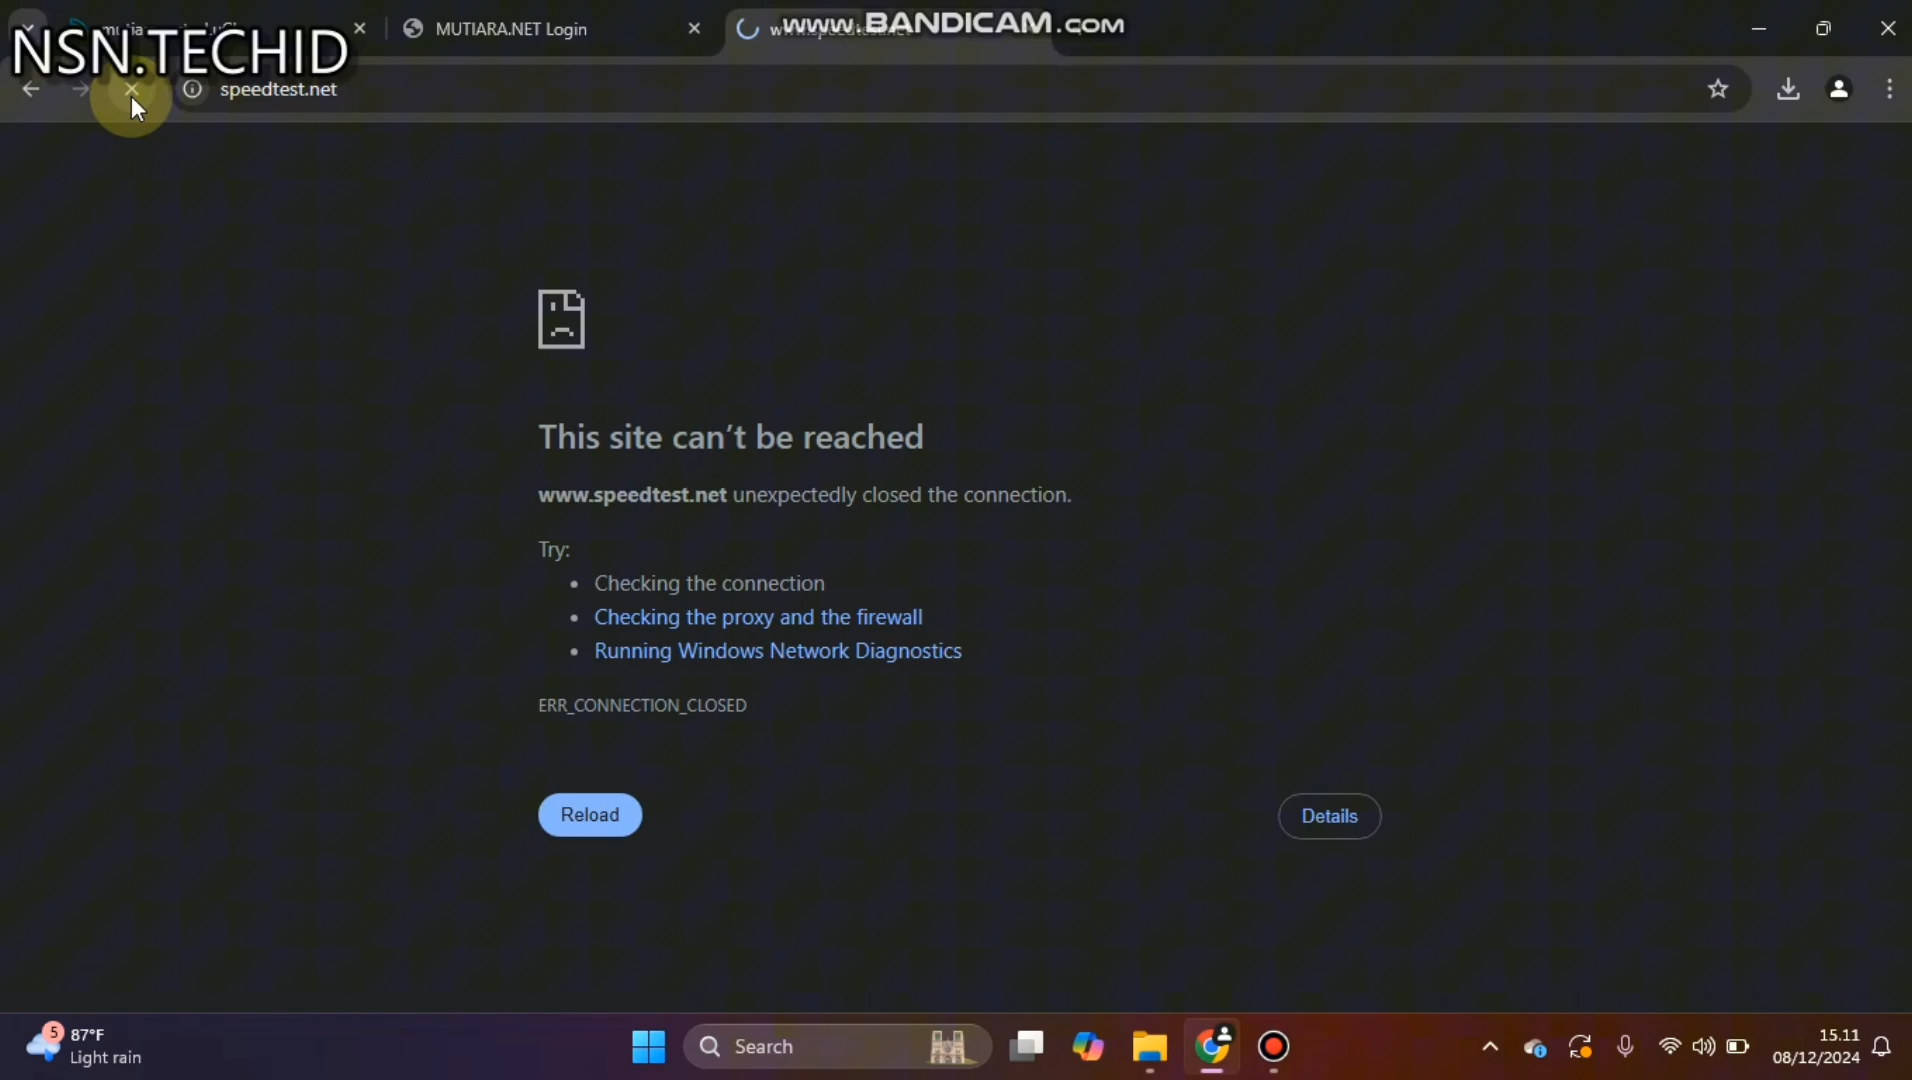 www.BANDICAM.com
NSN.TECHID
MUTIARA.NET Login
speedtest.net
This site can't be reached
www.speedtest.net unexpectedly closed the connection.
Try:
Checking the connection
Checking the proxy and the firewall
Running Windows Network Diagnostics
ERR_CONNECTION_CLOSED
Reload
Details
5
87°F
Light rain
Search
15.11
08/12/2024